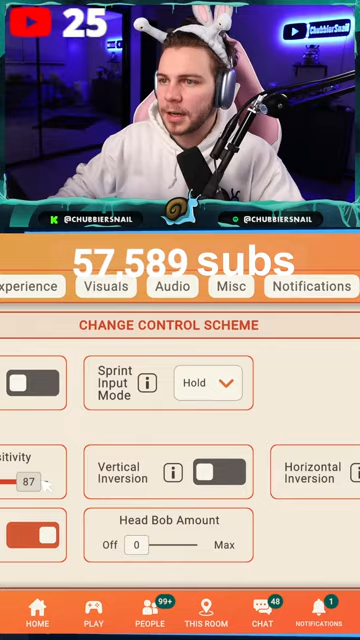 25
ChubbierSnail
@CHUBBIERSNAIL
@CHUBBIERSNAIL
57,589 subs
xperience
Visuals
Audio
Misc
Notifications
CHANGE CONTROL SCHEME
Sprint
Input
Mode
Hold
sitivity
87
Vertical
Inversion
Horizontal
Inversion
Head Bob Amount
Off
0
Max
HOME
PLAY
99+
PEOPLE
THIS ROOM
48
CHAT
1
NOTIFICATIONS